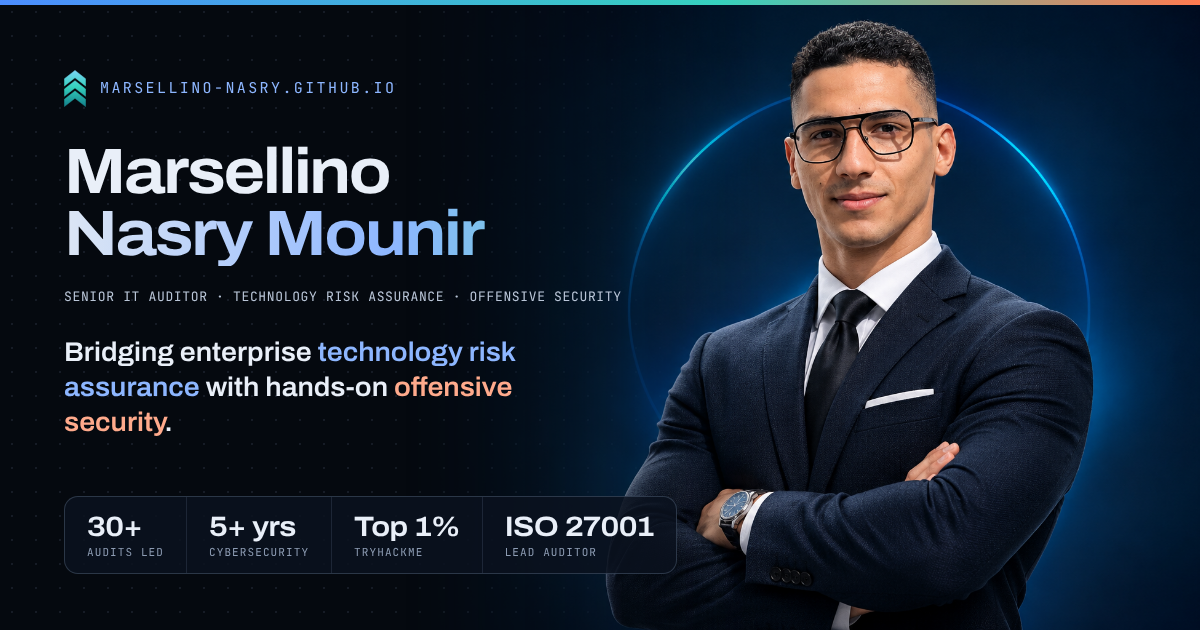 MARSELLINO-NASRY.GITHUB.IO
Marsellino
Nasry Mounir
SENIOR IT AUDITOR · TECHNOLOGY RISK ASSURANCE · OFFENSIVE SECURITY
Bridging enterprise technology risk
assurance with hands-on offensive
security.
30+
AUDITS LED
5+ yrs
CYBERSECURITY
Top 1%
TRYHACKME
ISO 27001
LEAD AUDITOR